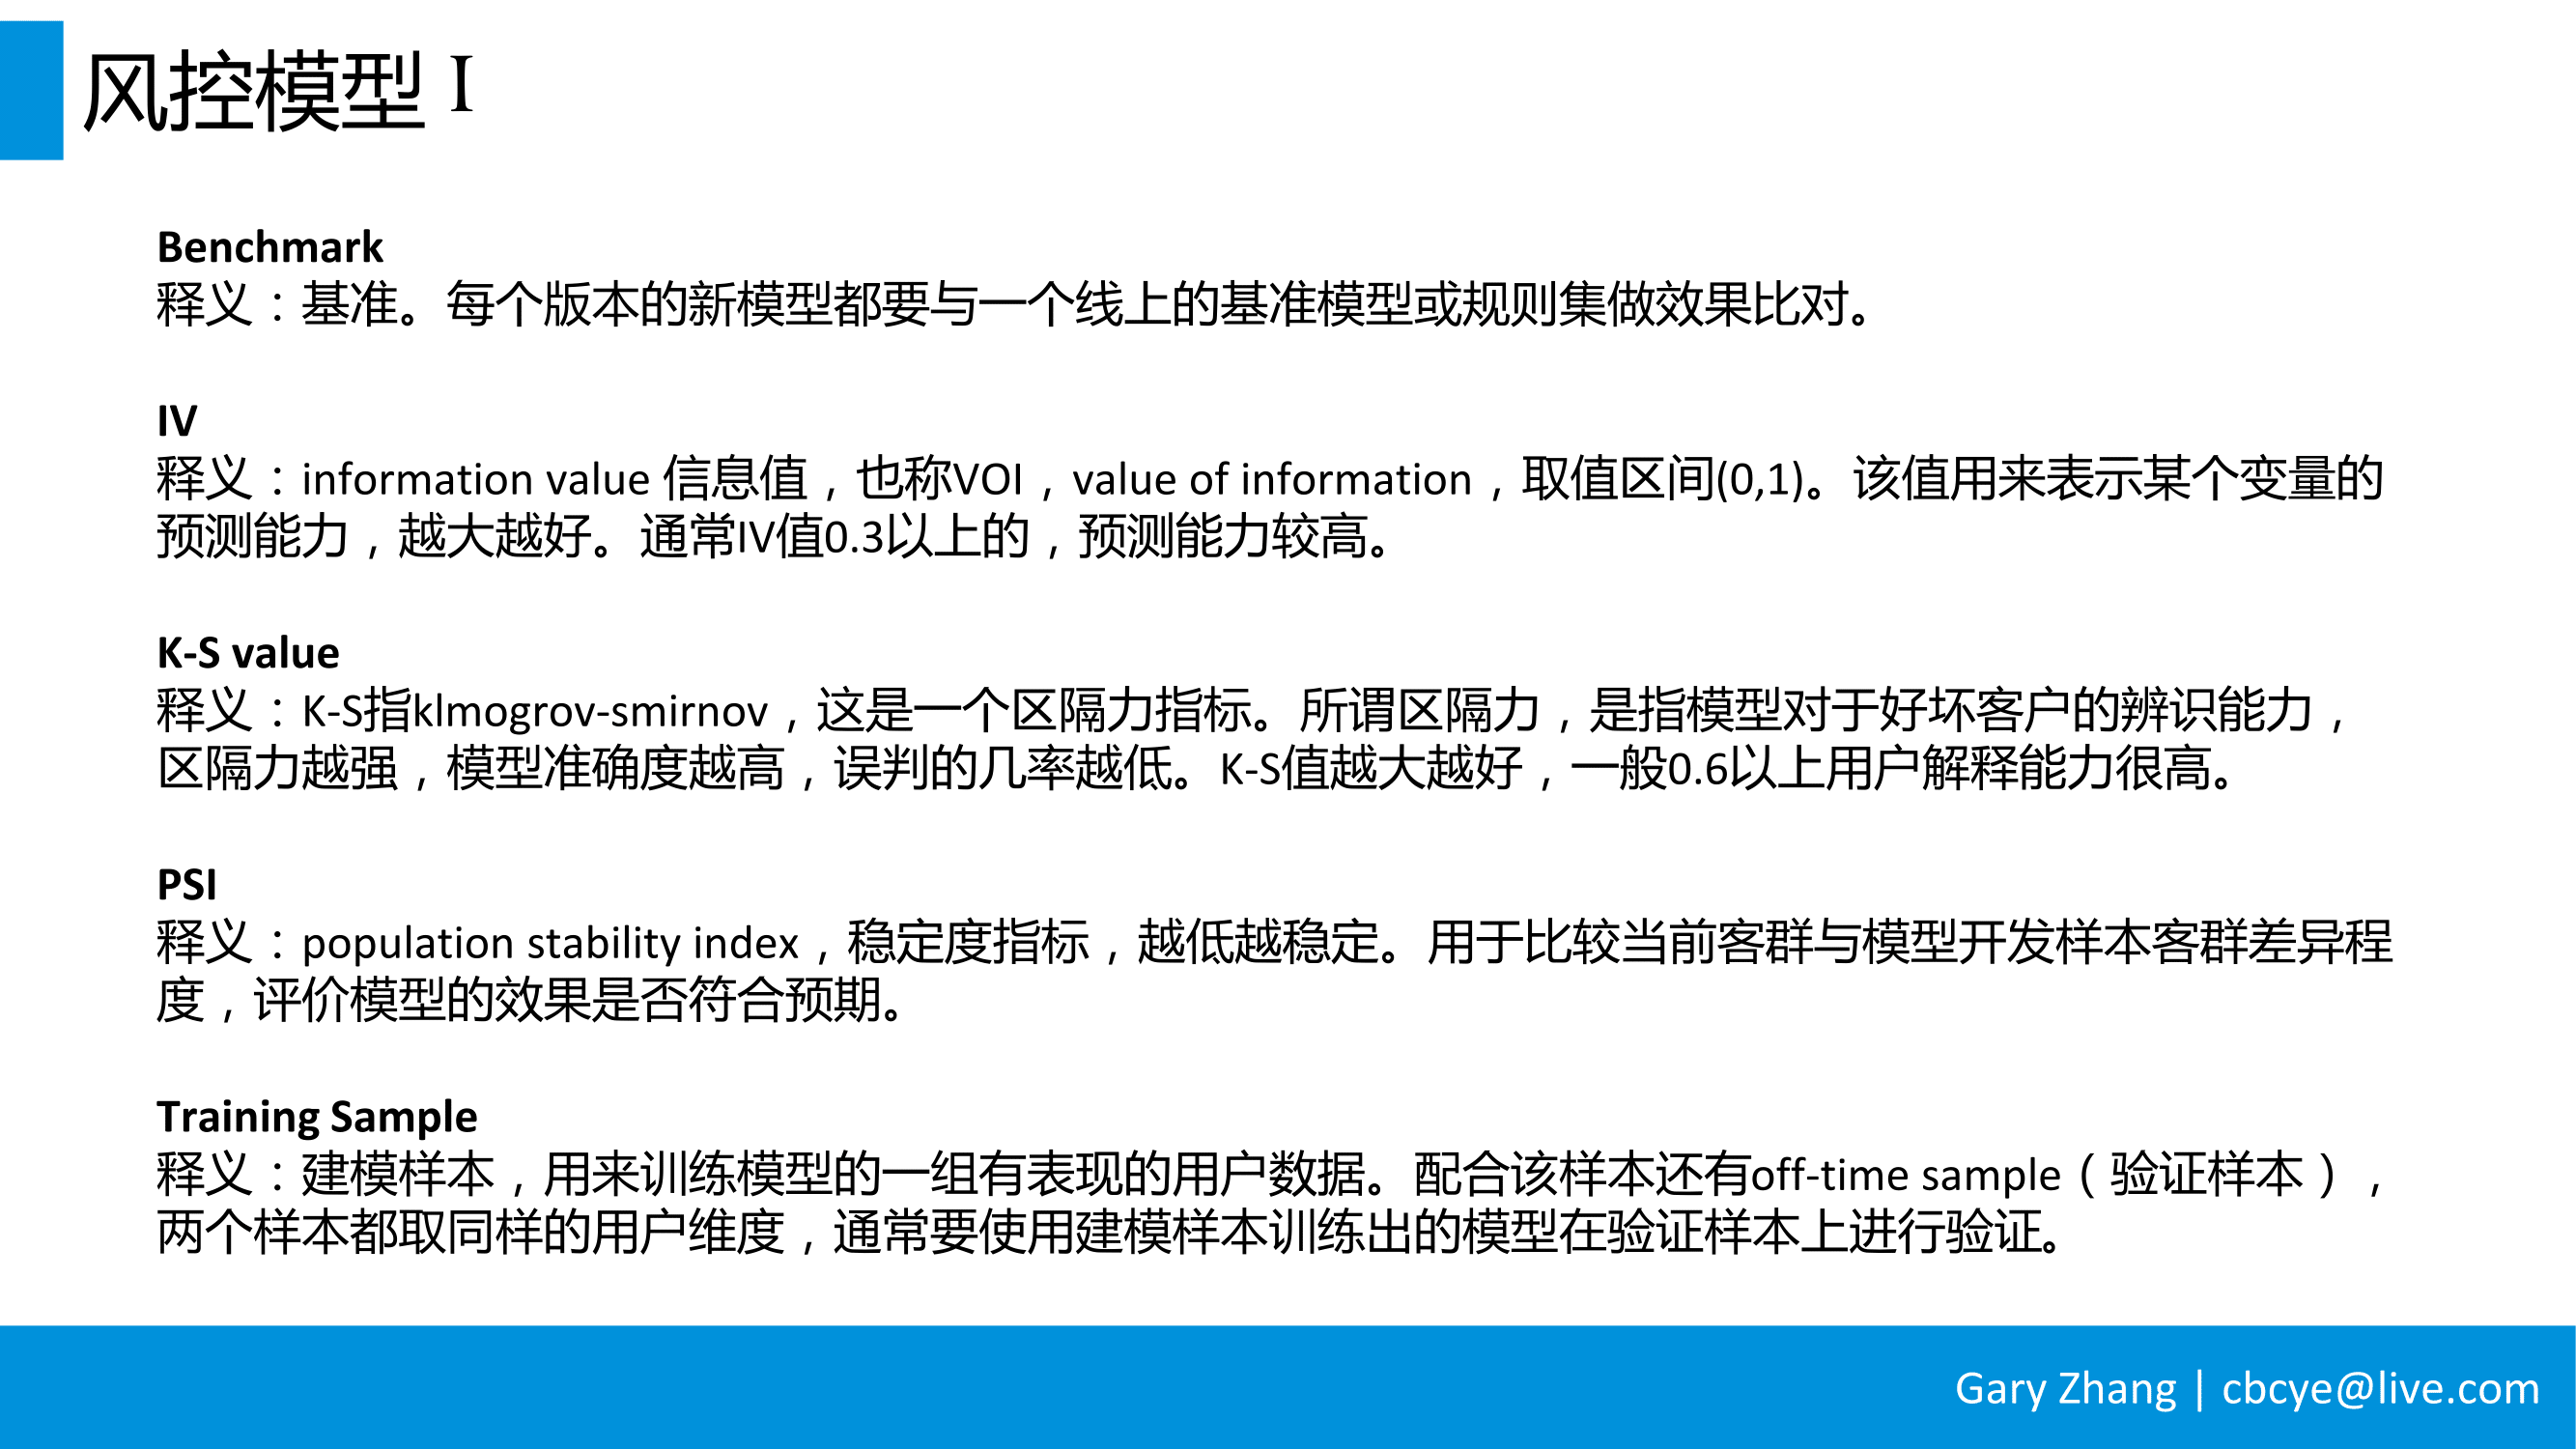 风控模型 I
Benchmark
释义：基准。每个版本的新模型都要与一个线上的基准模型或规则集做效果比对。
IV
释义：information value 信息值，也称VOI，value of information，取值区间(0,1)。该值用来表示某个变量的
预测能力，越大越好。通常IV值0.3以上的，预测能力较高。
K-S value
释义：K-S指klmogrov-smirnov，这是一个区隔力指标。所谓区隔力，是指模型对于好坏客户的辨识能力，
区隔力越强，模型准确度越高，误判的几率越低。K-S值越大越好，一般0.6以上用户解释能力很高。
PSI
释义：population stability index，稳定度指标，越低越稳定。用于比较当前客群与模型开发样本客群差异程
度，评价模型的效果是否符合预期。
Training Sample
释义：建模样本，用来训练模型的一组有表现的用户数据。配合该样本还有off-time sample（验证样本），
两个样本都取同样的用户维度，通常要使用建模样本训练出的模型在验证样本上进行验证。
Gary Zhang | cbcye@live.com